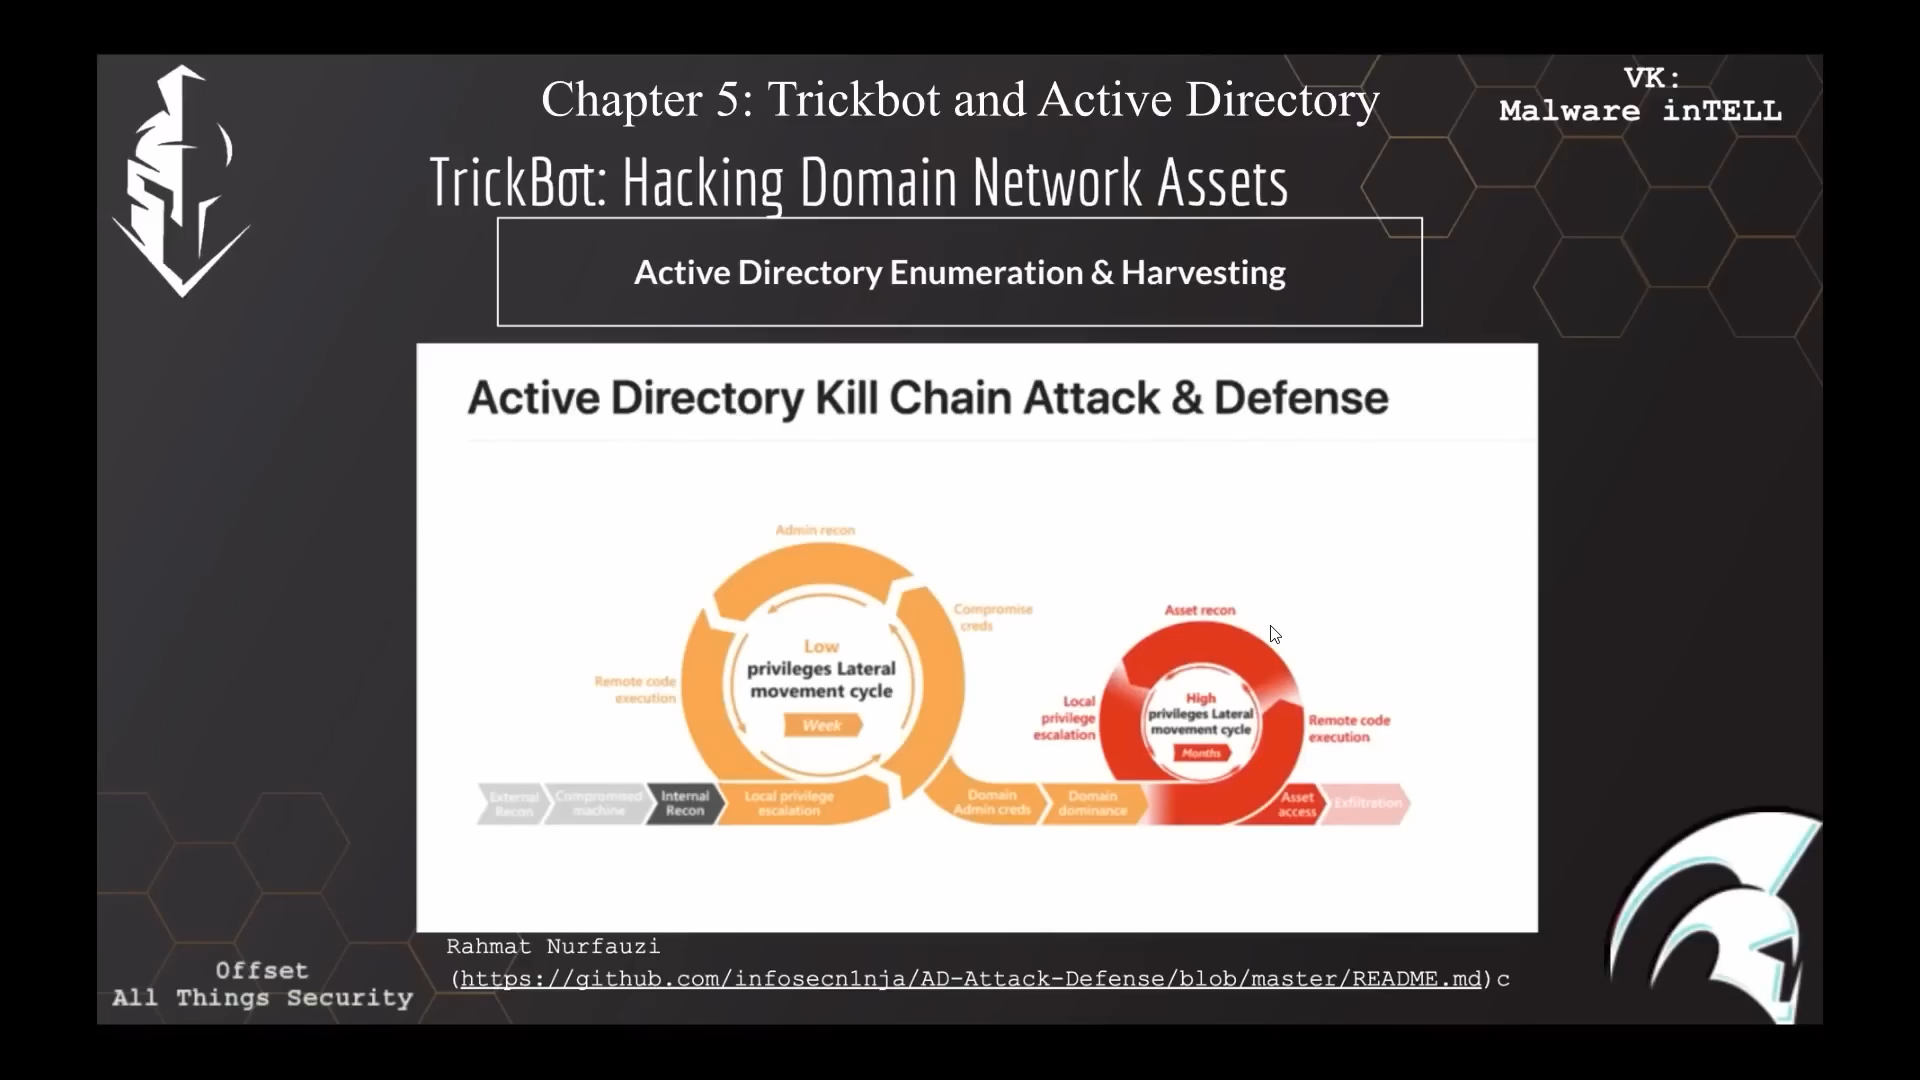 Chapter 5: Trickbot and Active Directory
VK:
Malware inTELL
TrickBot: Hacking Domain Network Assets
Active Directory Enumeration & Harvesting
Active Directory Kill Chain Attack & Defense
Admin recon
Compromise
creds
Remote code
execution
Low
privileges Lateral
movement cycle
Week
Asset recon
Local
privilege
escalation
High
privileges Lateral
movement cycle
Months
Remote code
execution
External
Recon
Compromised
machine
Internal
Recon
Local privilege
escalation
Domain
Admin creds
Domain
dominance
Asset
access
Exfiltration
Rahmat Nurfauzi
(https://github.com/infosecn1nja/AD-Attack-Defense/blob/master/README.md)c
Offset
All Things Security